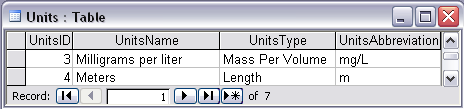 Units : Table
UnitsID UnitsName UnitsType UnitsAbbreviation
3 Milligrams per liter Mass Per Volume mg/L
4 Meters Length m
Record: 1 of 7